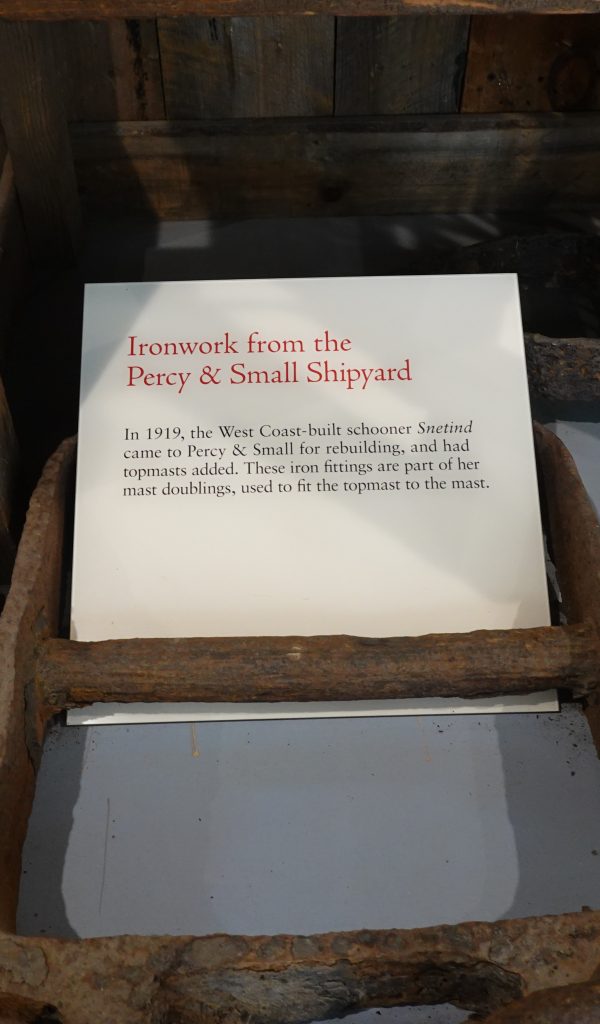 Ironwork from the
Percy & Small Shipyard
In 1919, the West Coast-built schooner Snetind
came to Percy & Small for rebuilding, and had
topmasts added. These iron fittings are part of her
mast doublings, used to fit the topmast to the mast.